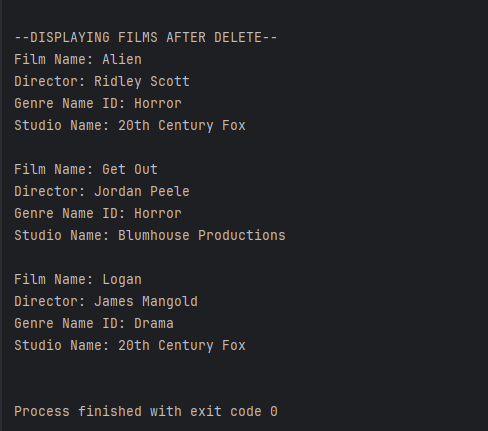 --DISPLAYING FILMS AFTER DELETE--
Film Name: Alien
Director: Ridley Scott
Genre Name ID: Horror
Studio Name: 20th Century Fox
Film Name: Get Out
Director: Jordan Peele
Genre Name ID: Horror
Studio Name: Blumhouse Productions
Film Name: Logan
Director: James Mangold
Genre Name ID: Drama
Studio Name: 20th Century Fox
Process finished with exit code 0